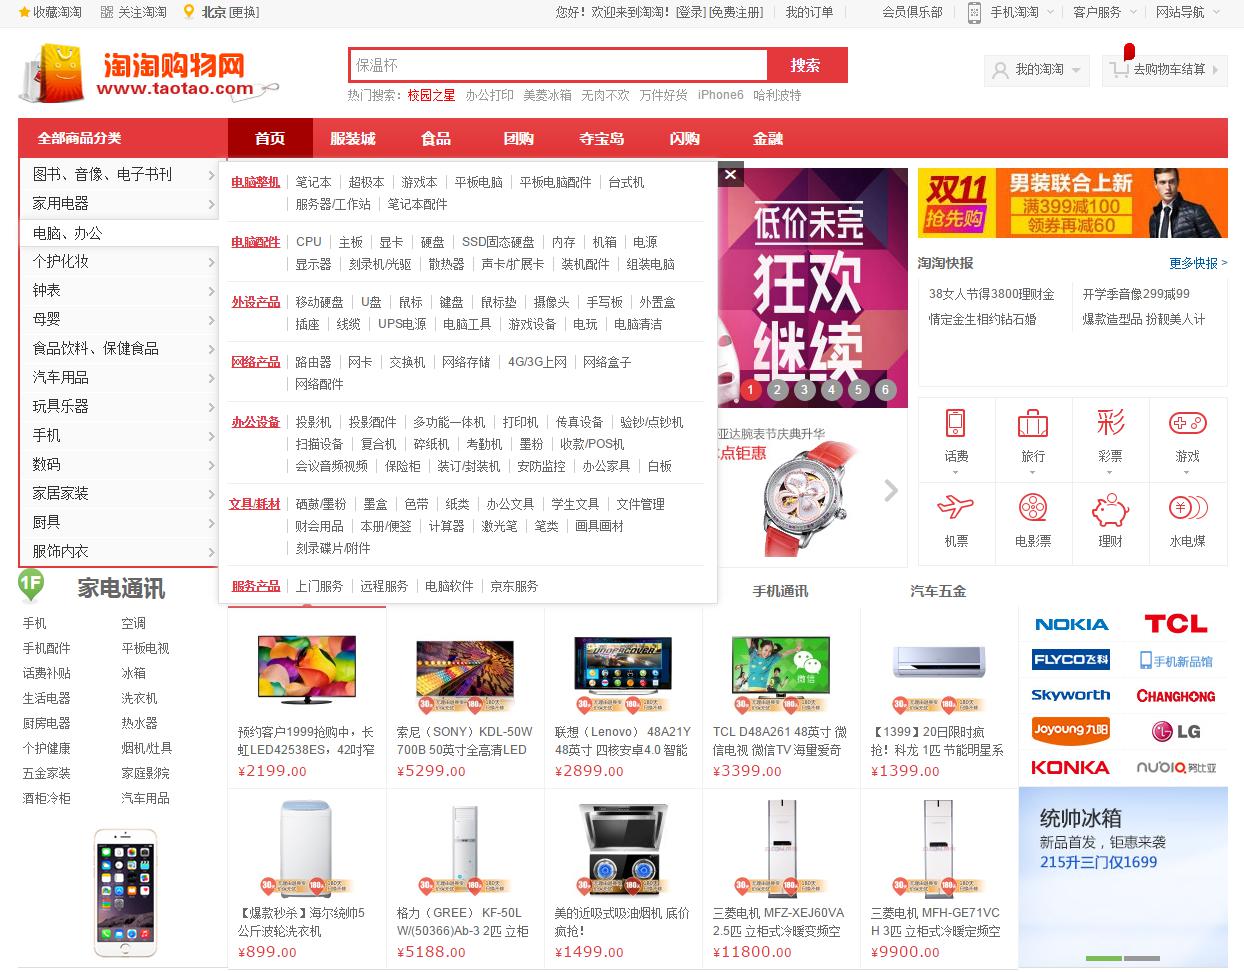 收藏淘淘 关注淘淘 北京 [更换] 您好！欢迎来到淘淘！[登录] [免费注册] 我的订单 会员俱乐部 手机淘淘 客户服务 网站导航
淘淘购物网
www.taotao.com
保温杯 搜索
热门搜索： 校园之星 办公打印 美菱冰箱 无肉不欢 万件好货 iPhone6 哈利波特
我的淘淘 去购物车结算
全部商品分类 首页 服装城 食品 团购 夺宝岛 闪购 金融
图书、音像、电子书刊
家用电器
电脑、办公
个护化妆
钟表
母婴
食品饮料、保健食品
汽车用品
玩具乐器
手机
数码
家居家装
厨具
服饰内衣
电脑整机 笔记本 超极本 游戏本 平板电脑 平板电脑配件 台式机
服务器/工作站 笔记本配件
电脑配件 CPU 主板 显卡 硬盘 SSD固态硬盘 内存 机箱 电源
显示器 刻录机/光驱 散热器 声卡/扩展卡 装机配件 组装电脑
外设产品 移动硬盘 U盘 鼠标 键盘 鼠标垫 摄像头 手写板 外置盒
插座 线缆 UPS电源 电脑工具 游戏设备 电玩 电脑清洁
网络产品 路由器 网卡 交换机 网络存储 4G/3G上网 网络盒子
网络配件
办公设备 投影机 投影配件 多功能一体机 打印机 传真设备 验钞/点钞机
扫描设备 复合机 碎纸机 考勤机 墨粉 收款/POS机
会议音频视频 保险柜 装订/封装机 安防监控 办公家具 白板
文具/耗材 硒鼓/墨粉 墨盒 色带 纸类 办公文具 学生文具 文件管理
财会用品 本册/便签 计算器 激光笔 笔类 画具画材
刻录碟片/附件
服务产品 上门服务 远程服务 电脑软件 京东服务
低价未完
狂欢
继续
1 2 3 4 5 6
亚达腕表节庆典升华
点钜惠
双11
抢先购
男装联合上新
满399减100
领券再减60
淘淘快报 更多快报 >
38女人节得3800理财金 开学季音像299减99
情定金生相约钻石婚 爆款造型品 扮靓美人计
话费 旅行 彩票 游戏
机票 电影票 理财 水电煤
1F 家电通讯 手机通讯 汽车五金
手机 空调
手机配件 平板电视
话费补贴 冰箱
生活电器 洗衣机
厨房电器 热水器
个护健康 烟机/灶具
五金家装 家庭影院
酒柜冷柜 汽车用品
预约客户1999抢购中，长
虹LED42538ES，42吋窄
¥2199.00
索尼（SONY）KDL-50W
700B 50英寸全高清LED
¥5299.00
联想（Lenovo） 48A21Y
48英寸 四核安卓4.0 智能
¥2899.00
TCL D48A261 48英寸 微
信电视 微信TV 海量爱奇
¥3399.00
【1399】20日限时疯
抢！科龙 1匹 节能明星系
¥1399.00
【爆款秒杀】海尔统帅5
公斤波轮洗衣机
¥899.00
格力（GREE） KF-50L
W/(50366)Ab-3 2匹 立柜
¥5188.00
美的近吸式吸油烟机 底价
疯抢！
¥1499.00
三菱电机 MFZ-XEJ60VA
2.5匹 立柜式冷暖变频空
¥11800.00
三菱电机 MFH-GE71VC
H 3匹 立柜式冷暖定频空
¥9900.00
NOKIA TCL
FLYCO飞科 手机新品馆
Skyworth CHANGHONG
Joyoung九阳 LG
KONKA nubia努比亚
统帅冰箱
新品首发，钜惠来袭
215升三门仅1699